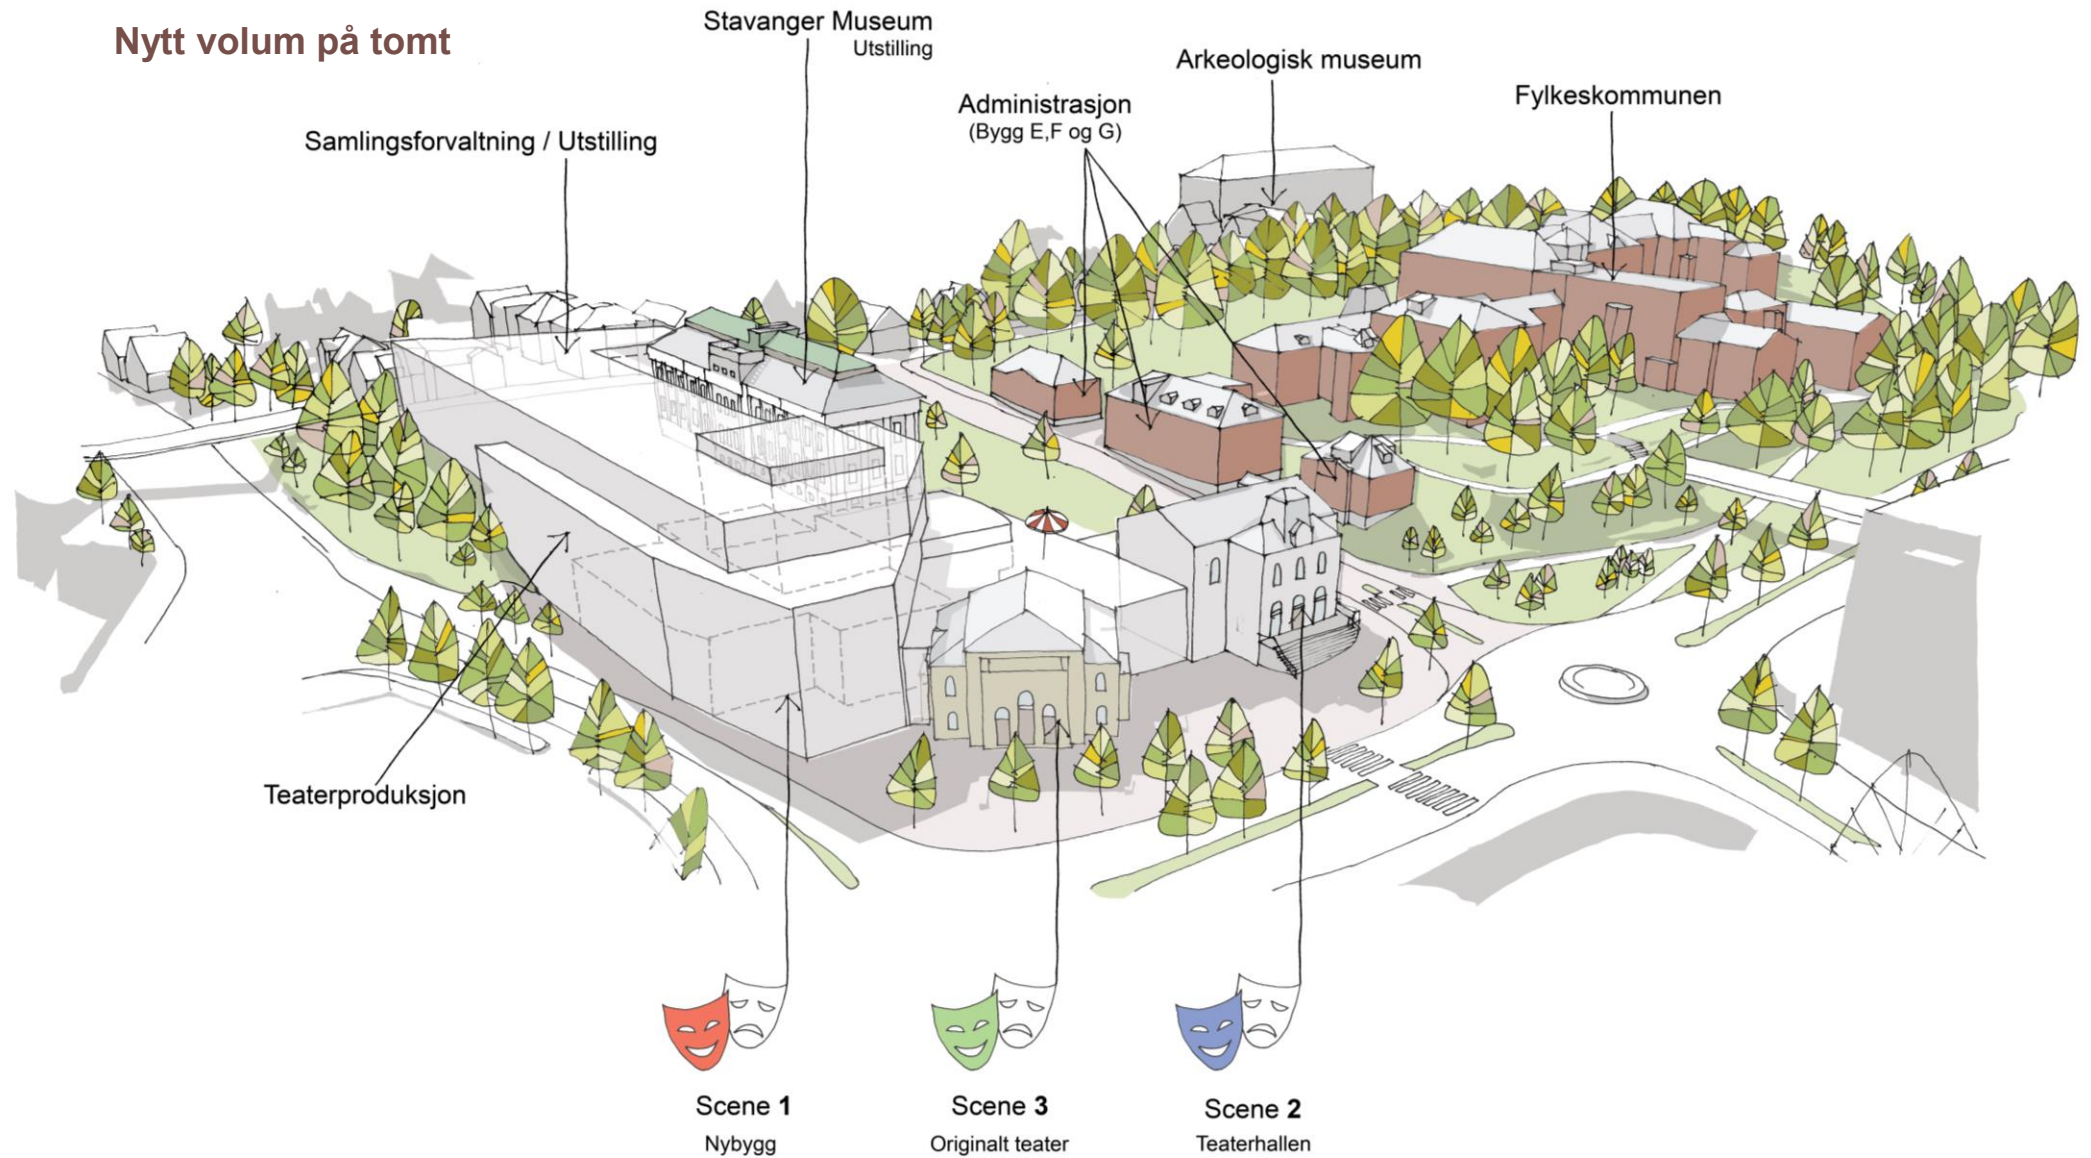 Nytt volum på tomt
Stavanger Museum
Utstilling
Arkeologisk museum
Administrasjon
(Bygg E,F og G)
Fylkeskommunen
Samlingsforvaltning / Utstilling
Teaterproduksjon
Scene 1
Nybygg
Scene 3
Originalt teater
Scene 2
Teaterhallen